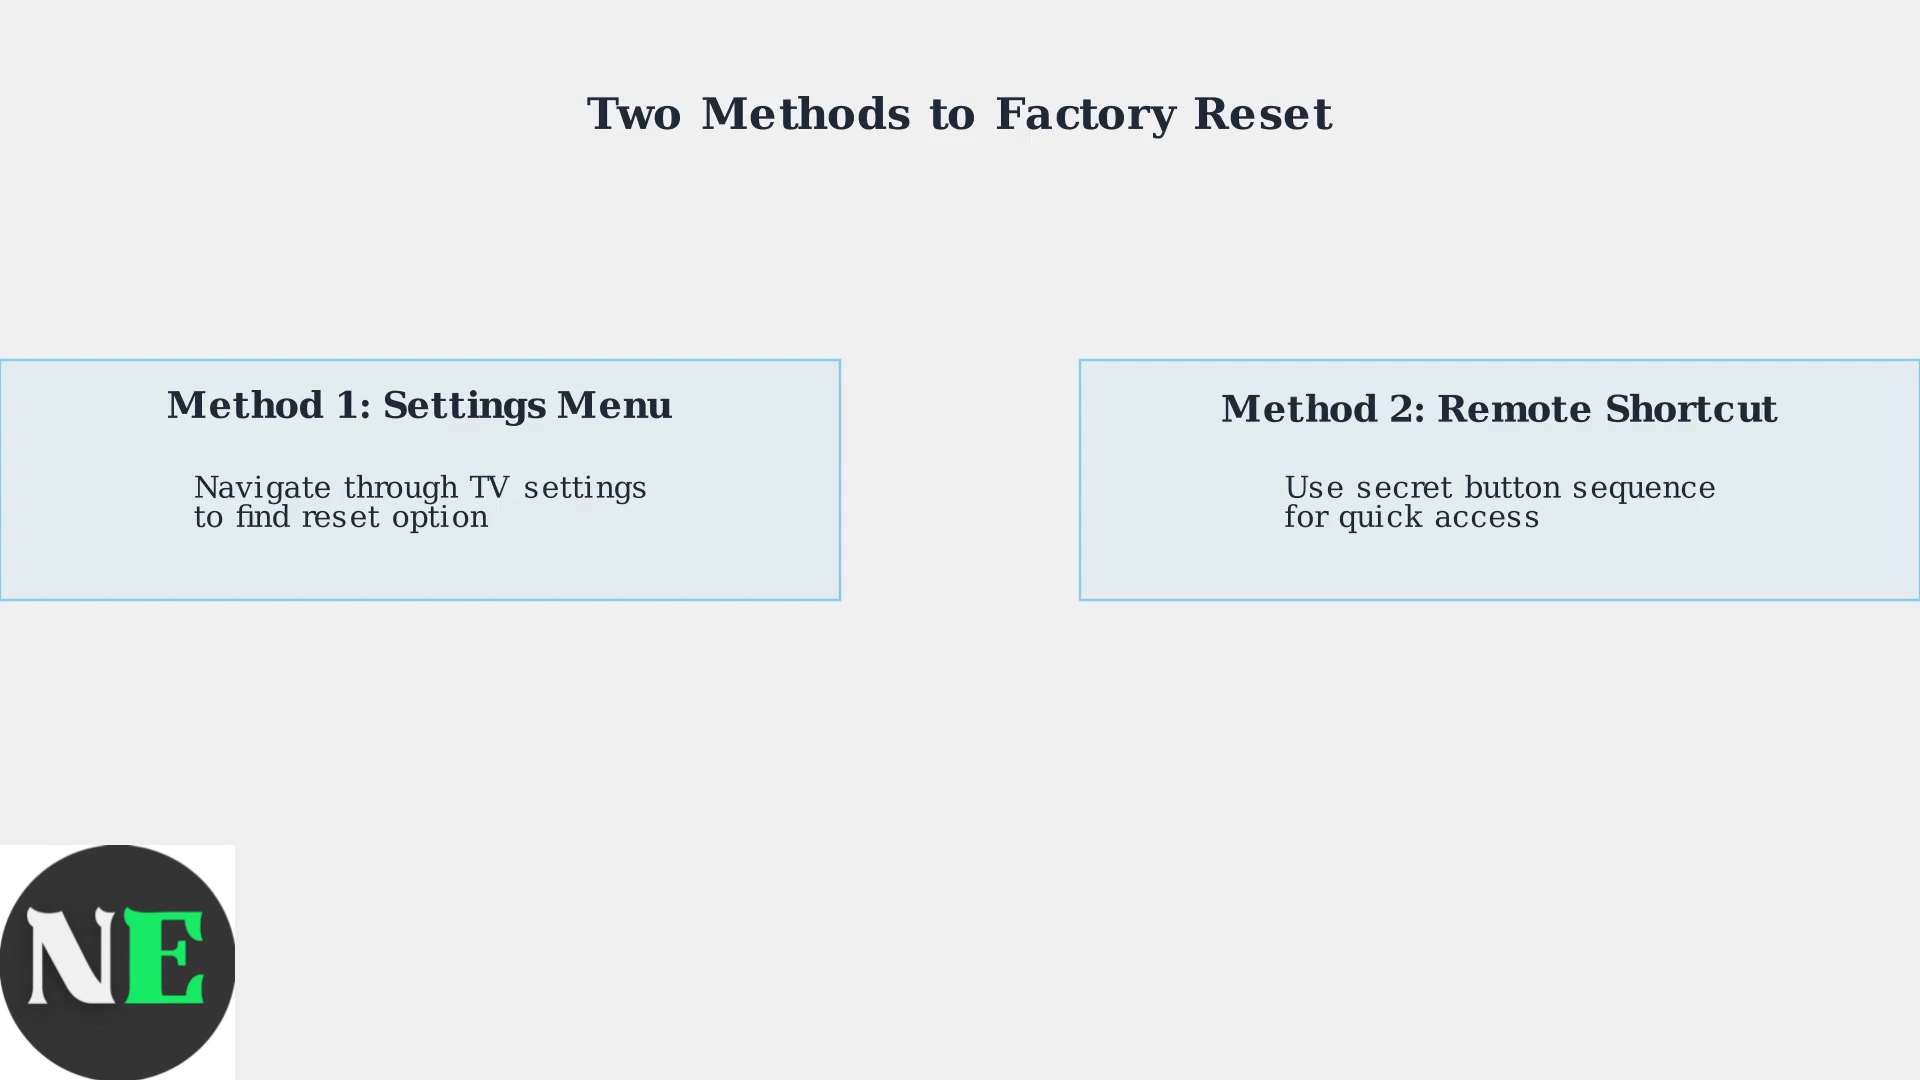 Two Methods to Factory Reset
Method 1: Settings Menu
Navigate through TV settings
to find reset option
Method 2: Remote Shortcut
Use secret button sequence
for quick access
NE